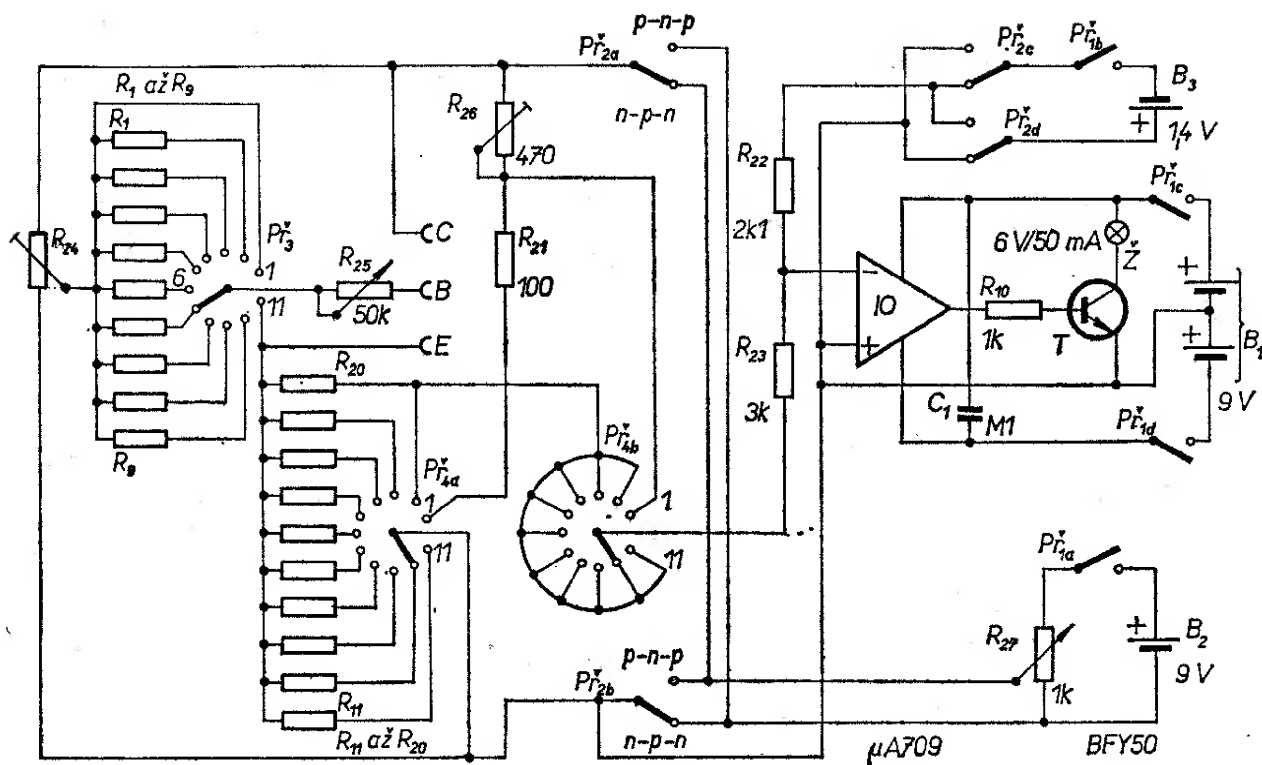 p-n-p
Př2a
n-p-n
Př2c
Př1b
B3
+
1,4 V
Př2d
R1 až R9
R1
R26
470
R22
2k1
Př1c
6 V/50 mA
Ž
+
R24
Př3
6
1
11
R25
50k
C
B
E
R21
100
−
IO
+
R10
1k
T
+
B1
9 V
R23
3k
C1
M1
Př1d
R20
R9
Př4a
1
11
Př4b
1
11
Př1a
R27
1k
+
B2
9 V
p-n-p
Př2b
n-p-n
R11
R11 až R20
μA709
BFY50